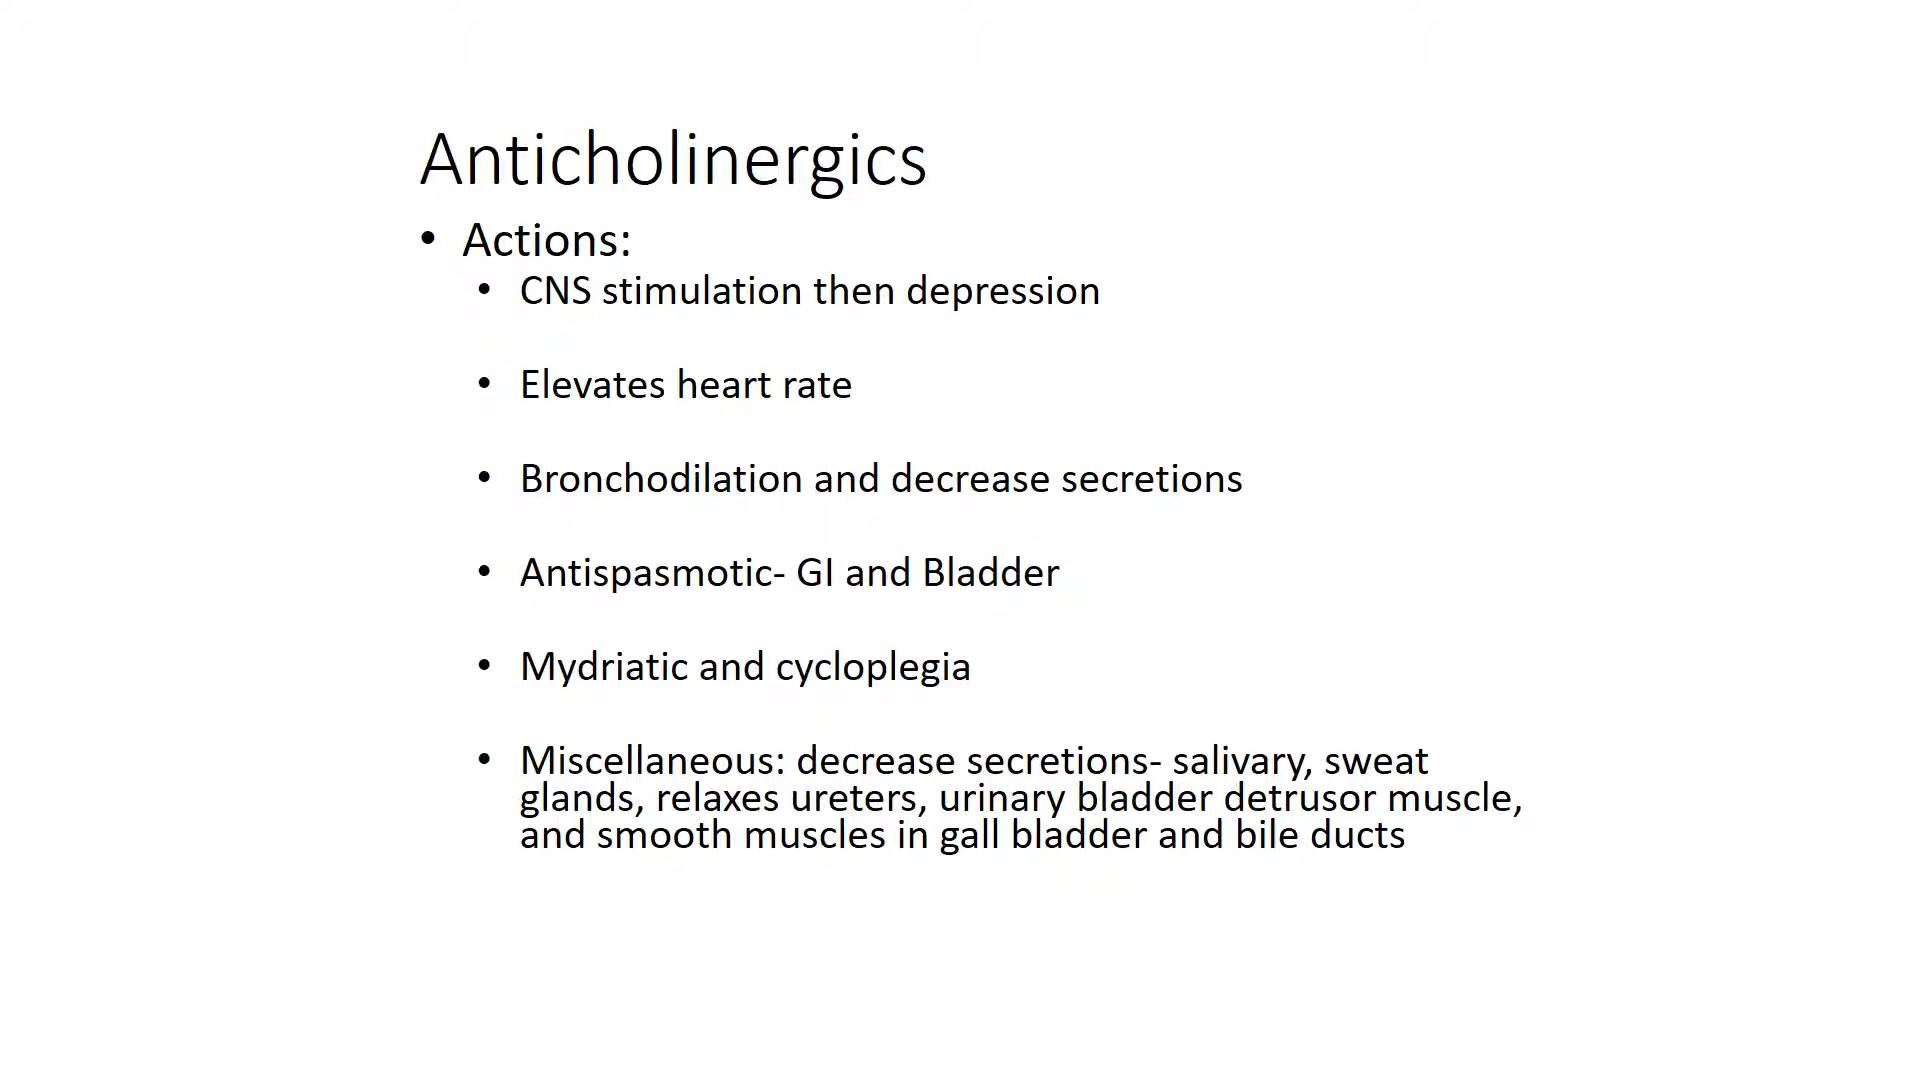 Anticholinergics
• Actions:
• CNS stimulation then depression
• Elevates heart rate
• Bronchodilation and decrease secretions
• Antispasmotic- GI and Bladder
• Mydriatic and cycloplegia
• Miscellaneous: decrease secretions- salivary, sweat
glands, relaxes ureters, urinary bladder detrusor muscle,
and smooth muscles in gall bladder and bile ducts